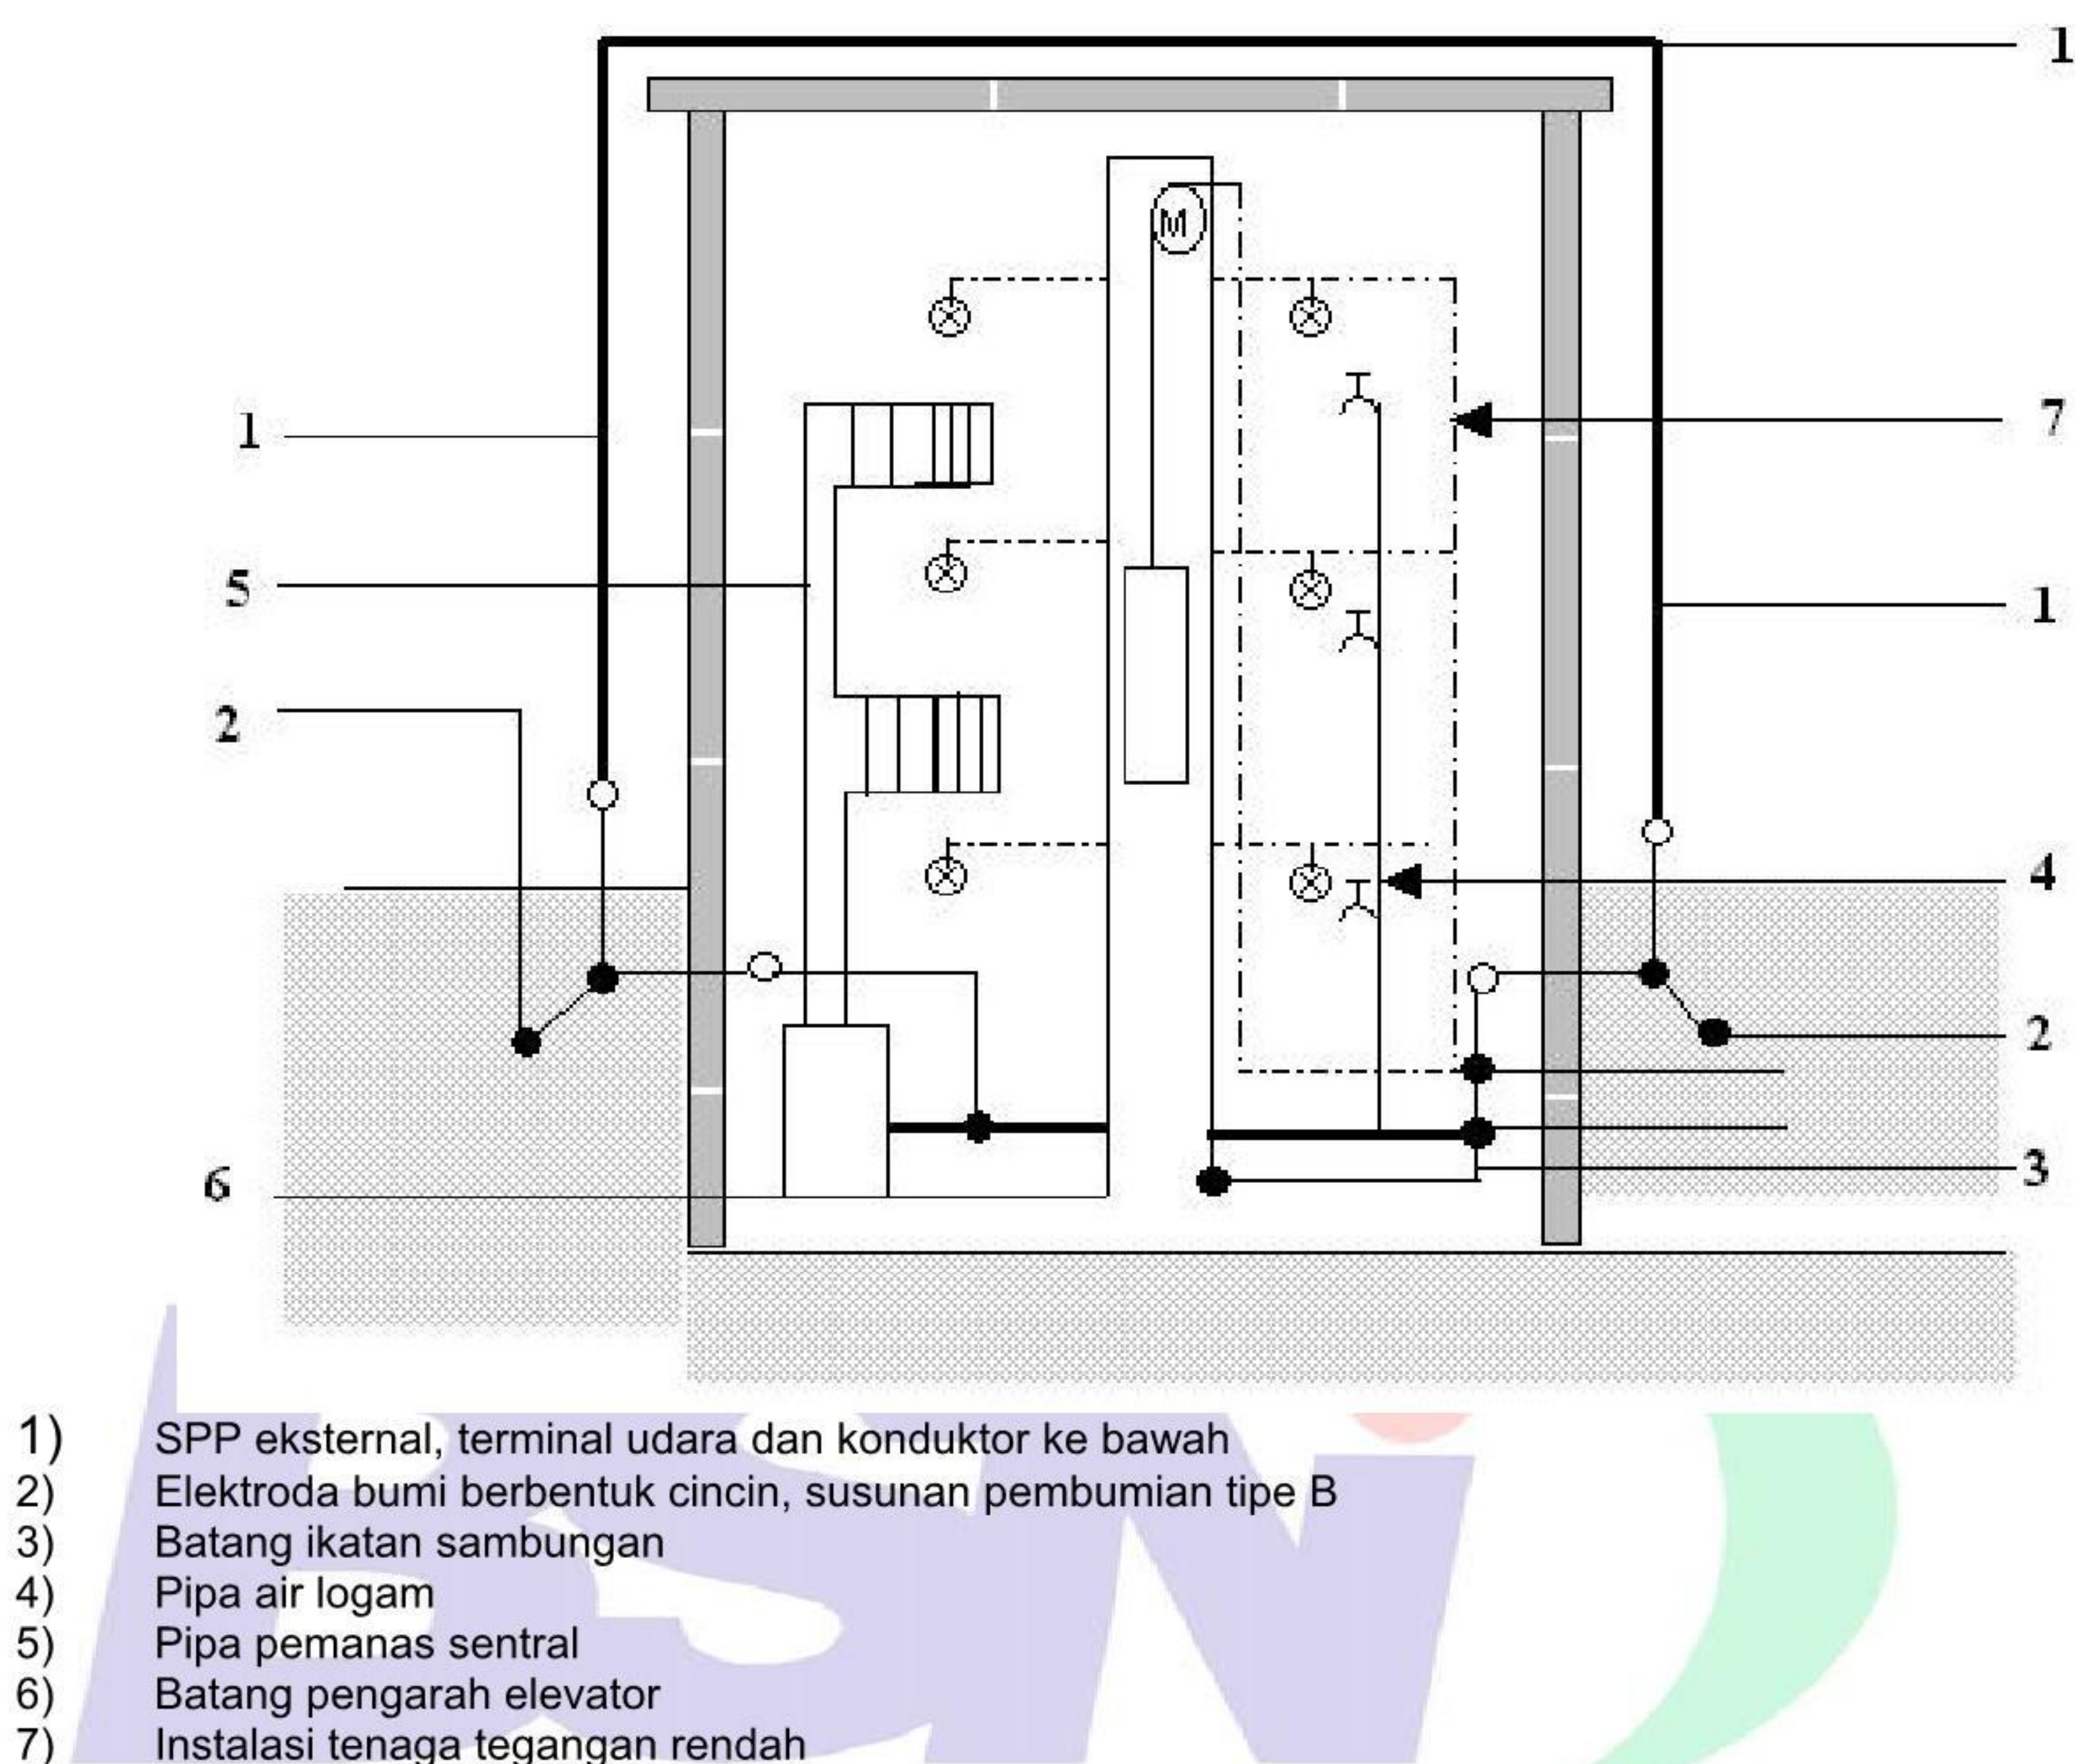 1
M
1
7
5
1
2
4
2
6
3
1) SPP eksternal, terminal udara dan konduktor ke bawah
2) Elektroda bumi berbentuk cincin, susunan pembumian tipe B
3) Batang ikatan sambungan
4) Pipa air logam
5) Pipa pemanas sentral
6) Batang pengarah elevator
7) Instalasi tenaga tegangan rendah
BSN